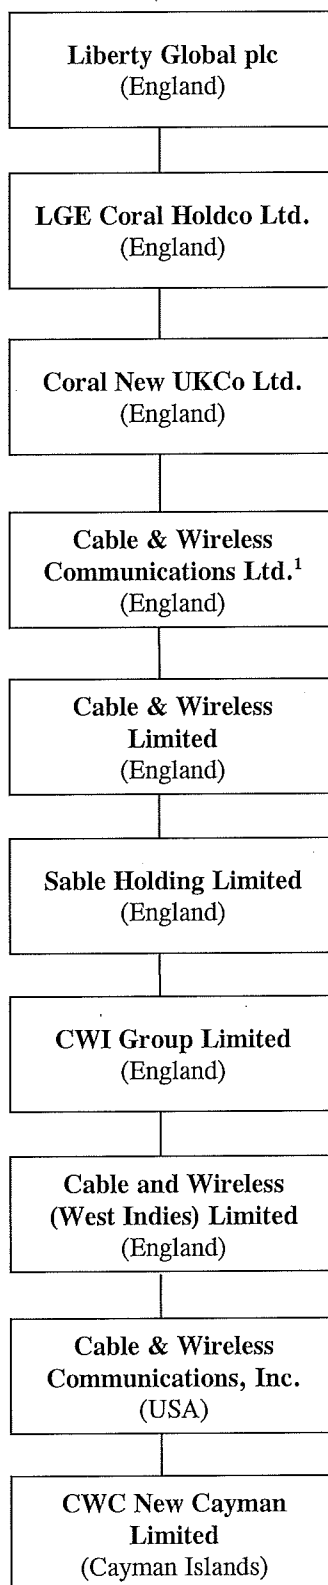 Liberty Global plc
(England)
LGE Coral Holdco Ltd.
(England)
Coral New UKCo Ltd.
(England)
Cable & Wireless
Communications Ltd.¹
(England)
Cable & Wireless
Limited
(England)
Sable Holding Limited
(England)
CWI Group Limited
(England)
Cable and Wireless
(West Indies) Limited
(England)
Cable & Wireless
Communications, Inc.
(USA)
CWC New Cayman
Limited
(Cayman Islands)